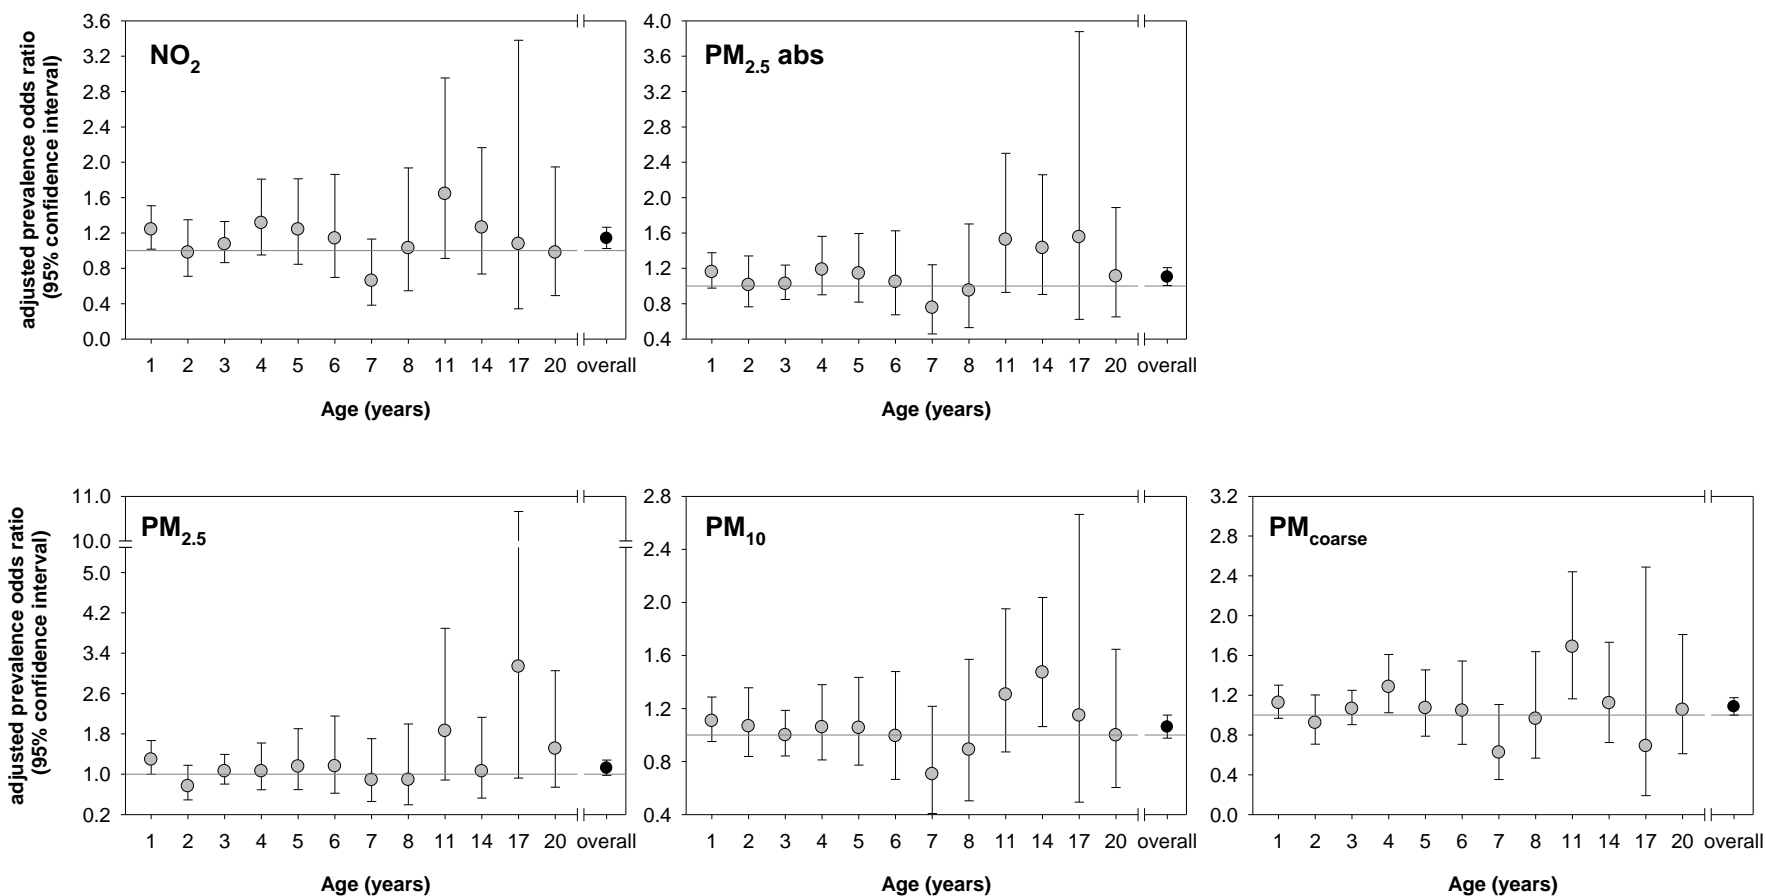 adjusted prevalence odds ratio
(95% confidence interval)
NO2
3.6
3.2
2.8
2.4
2.0
1.6
1.2
0.8
0.4
0.0
1 2 3 4 5 6 7 8 11 14 17 20 overall
Age (years)
PM2.5 abs
4.0
3.6
3.2
2.8
2.4
2.0
1.6
1.2
0.8
0.4
1 2 3 4 5 6 7 8 11 14 17 20 overall
Age (years)
adjusted prevalence odds ratio
(95% confidence interval)
PM2.5
11.0
10.0
5.0
4.2
3.4
2.6
1.8
1.0
0.2
1 2 3 4 5 6 7 8 11 14 17 20 overall
Age (years)
PM10
2.8
2.4
2.0
1.6
1.2
0.8
0.4
1 2 3 4 5 6 7 8 11 14 17 20 overall
Age (years)
PMcoarse
3.2
2.8
2.4
2.0
1.6
1.2
0.8
0.4
0.0
1 2 3 4 5 6 7 8 11 14 17 20 overall
Age (years)